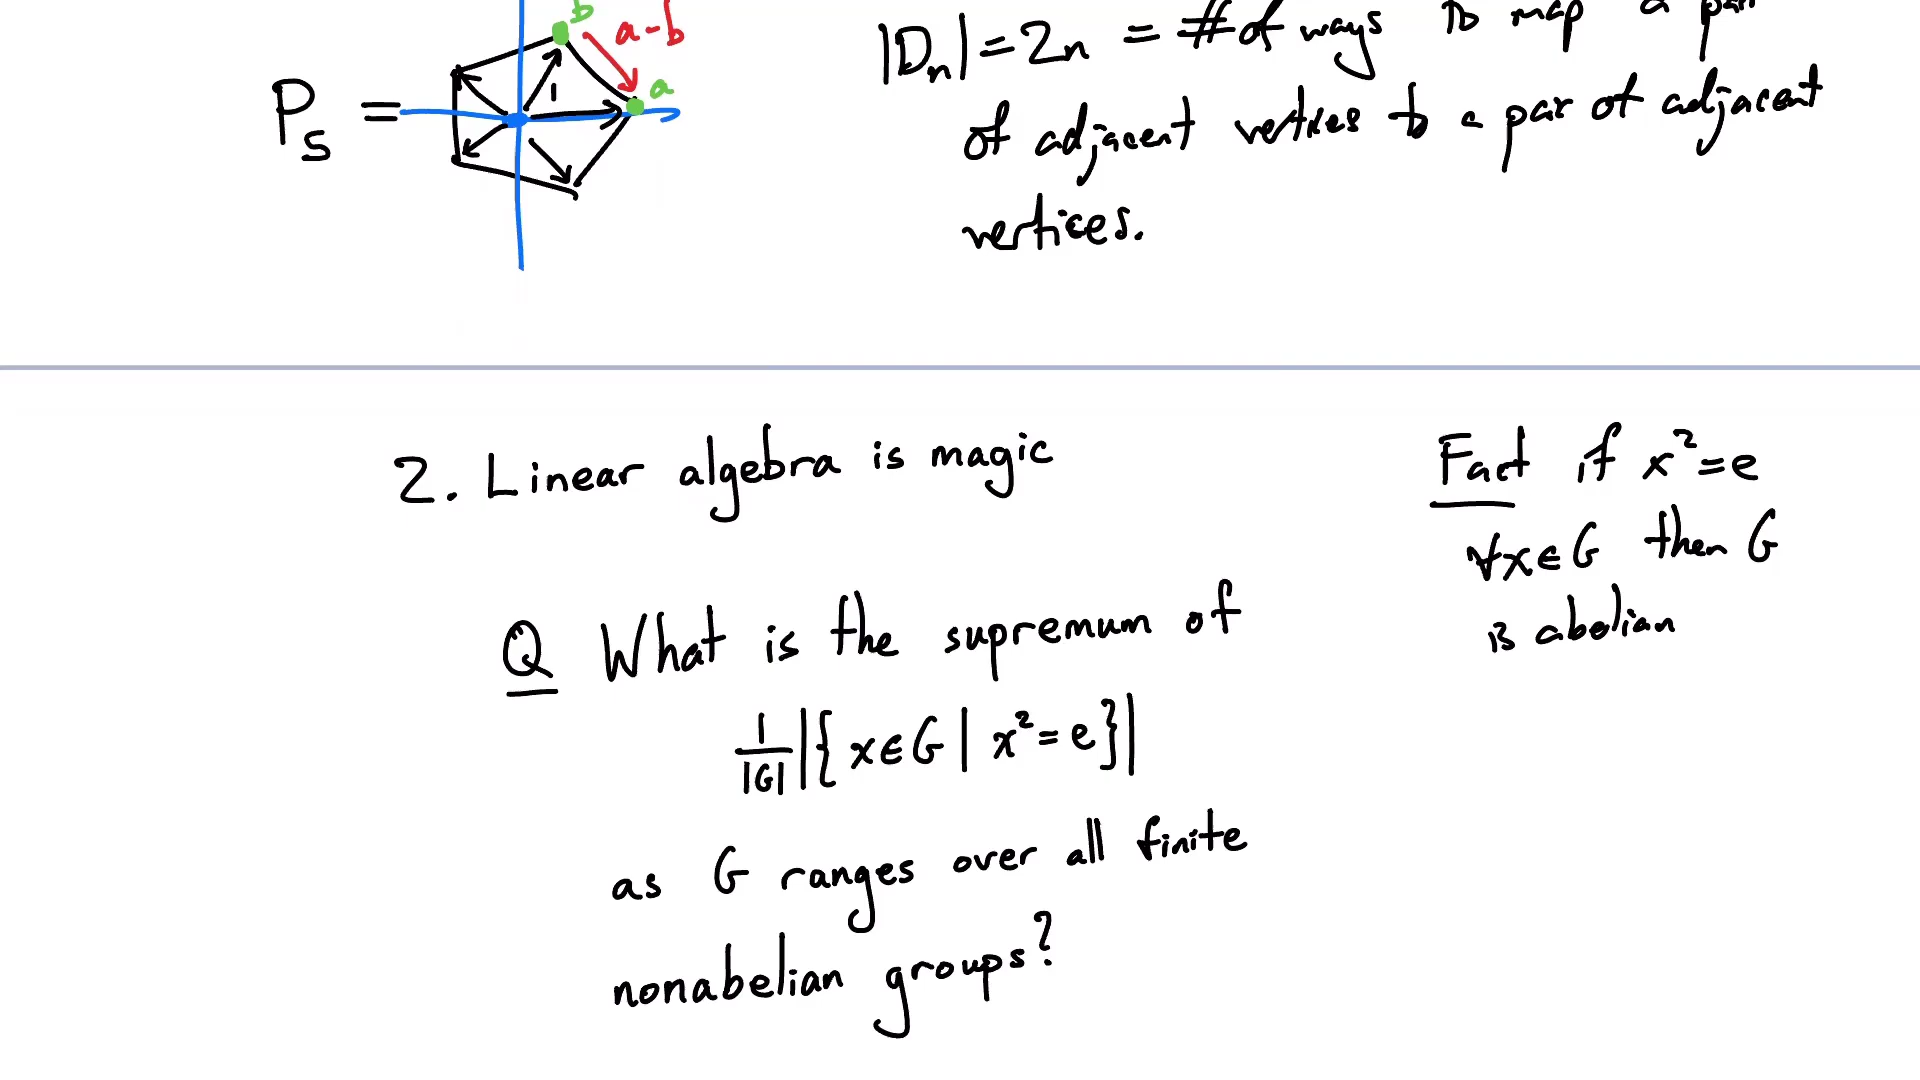 b
a-b
a
1
P5 =
|Dn| = 2n = # of ways to map a pair
of adjacent vertices to a pair of adjacent
vertices.
2. Linear algebra is magic
Q What is the supremum of
1/|G| |{x∈G | x²=e}|
as G ranges over all finite
nonabelian groups?
Fact if x²=e
∀x∈G then G
is abelian